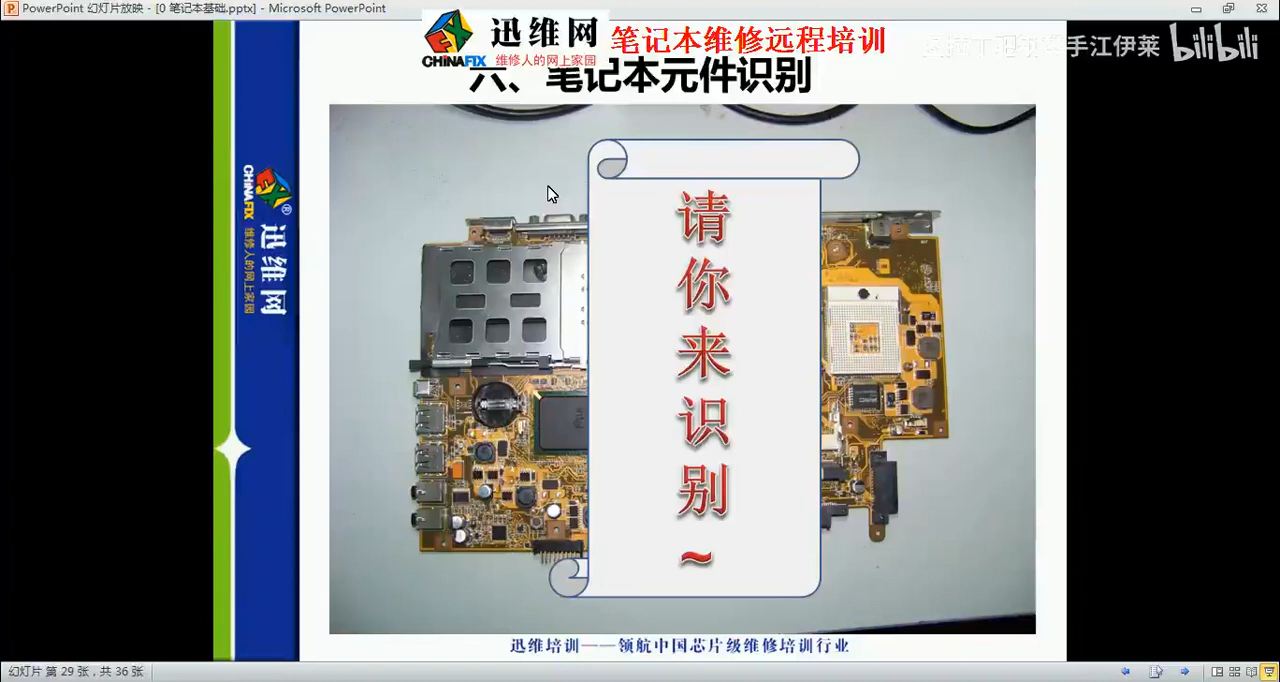 PowerPoint 幻灯片放映 - [0 笔记本基础.pptx] - Microsoft PowerPoint
迅维网
CHINAFIX 维修人的网上家园
笔记本维修远程培训
手江伊莱 bilibili
六、笔记本元件识别
请你来识别~
CHINAFIX®
维修人的网上家园
迅维网
迅维培训——领航中国芯片级维修培训行业
幻灯片 第 29 张，共 36 张